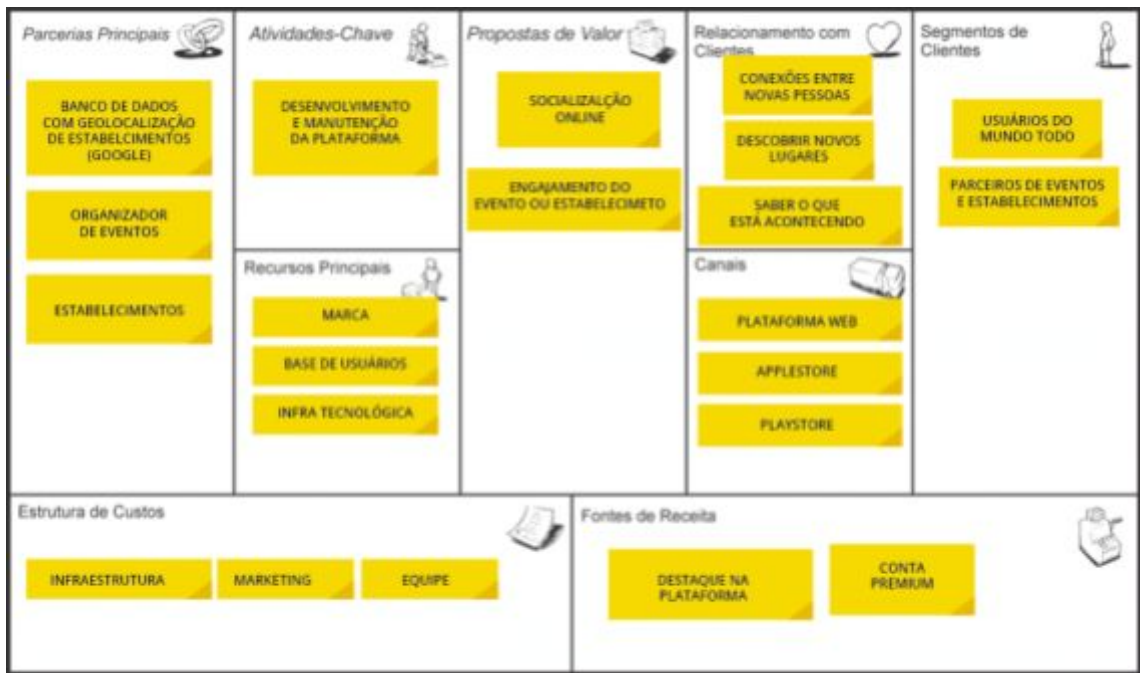 Parcerias Principais
BANCO DE DADOS
COM GEOLOCALIZAÇÃO
DE ESTABELCIMENTOS
(GOOGLE)
ORGANIZADOR
DE EVENTOS
ESTABELECIMENTOS
Atividades-Chave
DESENVOLVIMENTO
E MANUTENÇÃO
DA PLATAFORMA
Recursos Principais
MARCA
BASE DE USUÁRIOS
INFRA TECNOLÓGICA
Propostas de Valor
SOCIALIZALÇÃO
ONLINE
ENGAJAMENTO DO
EVENTO OU ESTABELECIMETO
Relacionamento com
Clientes
CONEXÕES ENTRE
NOVAS PESSOAS
DESCOBRIR NOVOS
LUGARES
SABER O QUE
ESTÁ ACONTECENDO
Canais
PLATAFORMA WEB
APPLESTORE
PLAYSTORE
Segmentos de
Clientes
USUÁRIOS DO
MUNDO TODO
PARCEIROS DE EVENTOS
E ESTABELECIMENTOS
Estrutura de Custos
INFRAESTRUTURA
MARKETING
EQUIPE
Fontes de Receita
DESTAQUE NA
PLATAFORMA
CONTA
PREMIUM